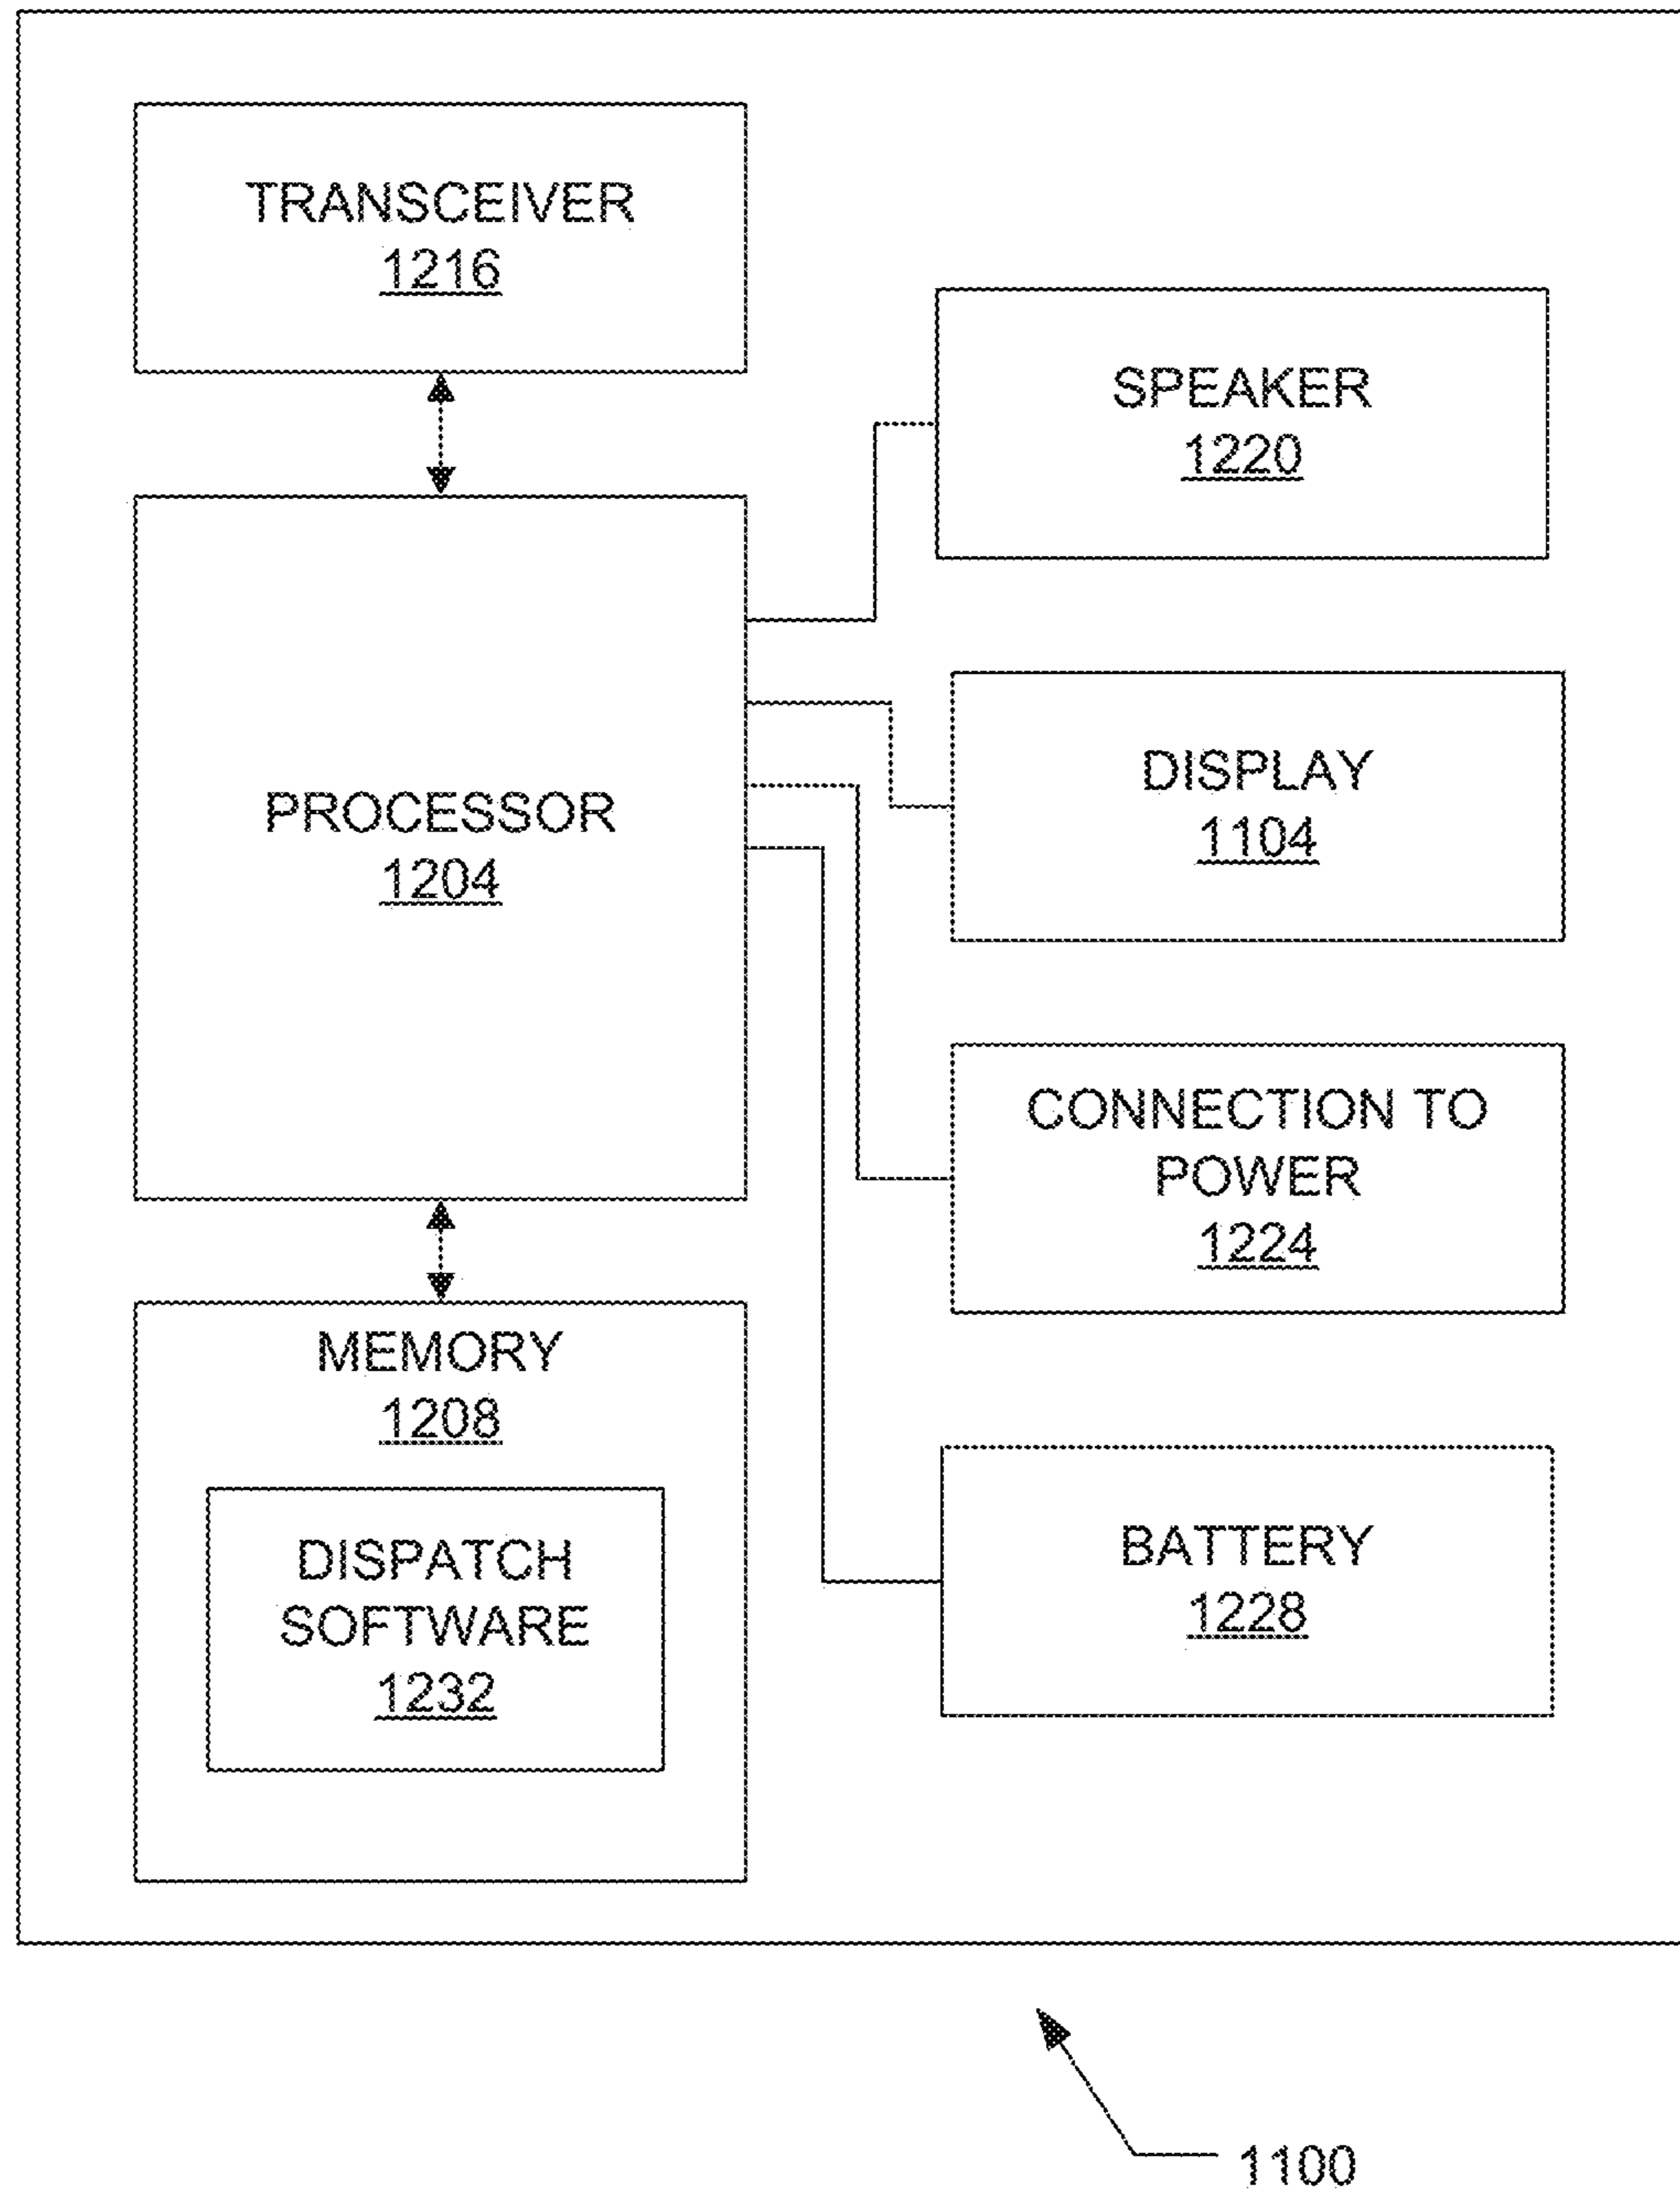 TRANSCEIVER
1216
SPEAKER
1220
PROCESSOR
1204
DISPLAY
1104
CONNECTION TO
POWER
1224
MEMORY
1208
DISPATCH
SOFTWARE
1232
BATTERY
1228
1100